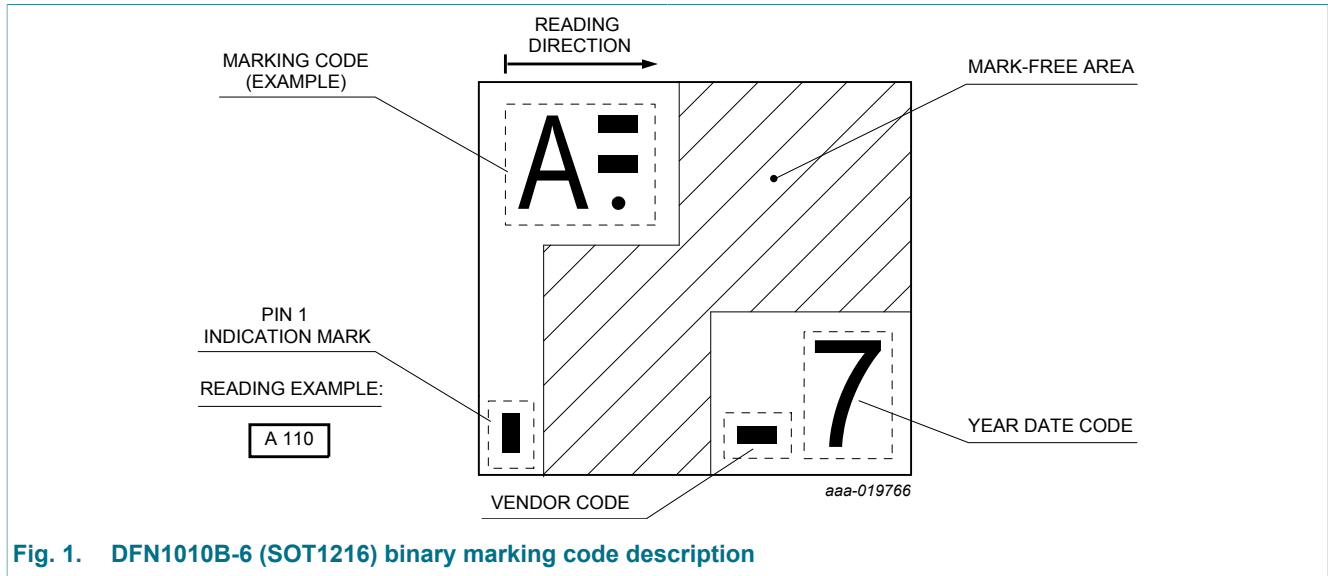 READING
DIRECTION
MARKING CODE
(EXAMPLE)
MARK-FREE AREA
A
PIN 1
INDICATION MARK
READING EXAMPLE:
A 110
7
YEAR DATE CODE
VENDOR CODE
aaa-019766
Fig. 1. DFN1010B-6 (SOT1216) binary marking code description